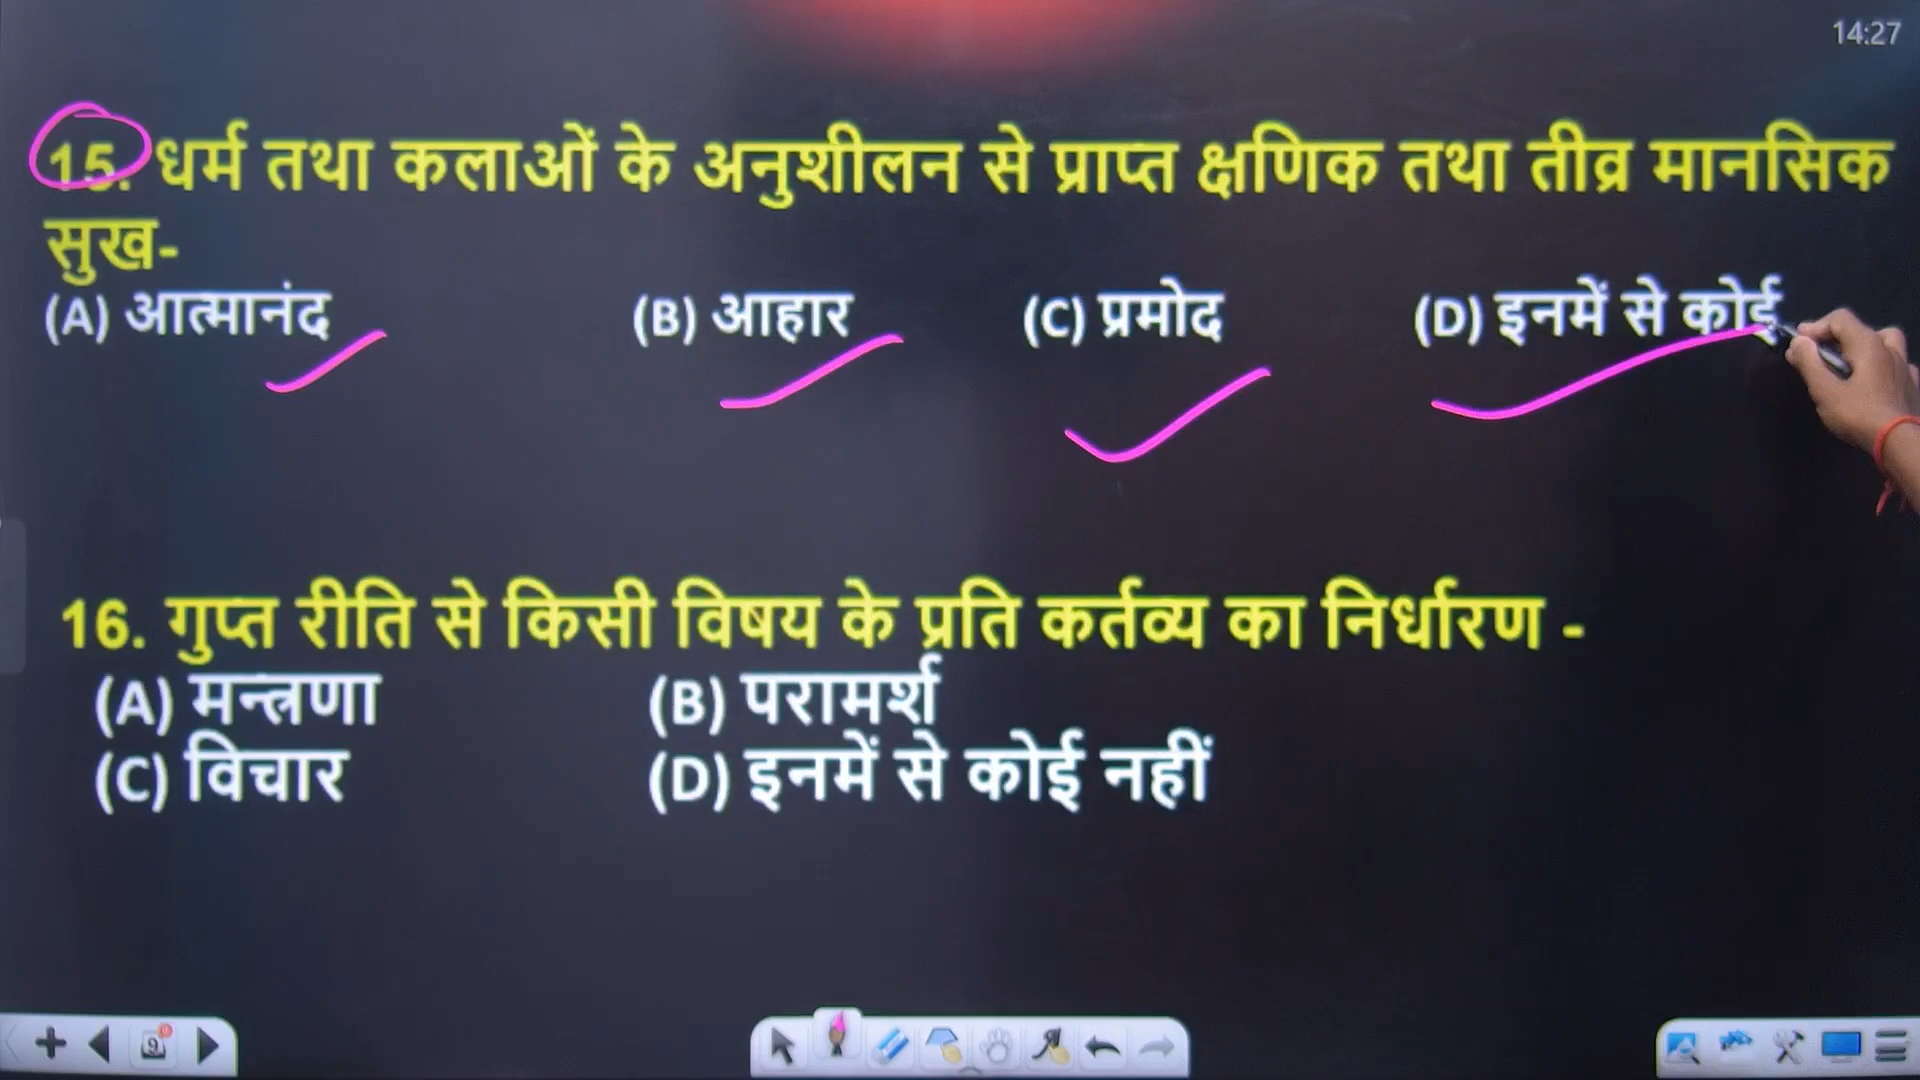 14:27
15. धर्म तथा कलाओं के अनुशीलन से प्राप्त क्षणिक तथा तीव्र मानसिक
सुख-
(A) आत्मानंद (B) आहार (C) प्रमोद (D) इनमें से कोई
16. गुप्त रीति से किसी विषय के प्रति कर्तव्य का निर्धारण -
(A) मन्त्रणा (B) परामर्श
(C) विचार (D) इनमें से कोई नहीं
9